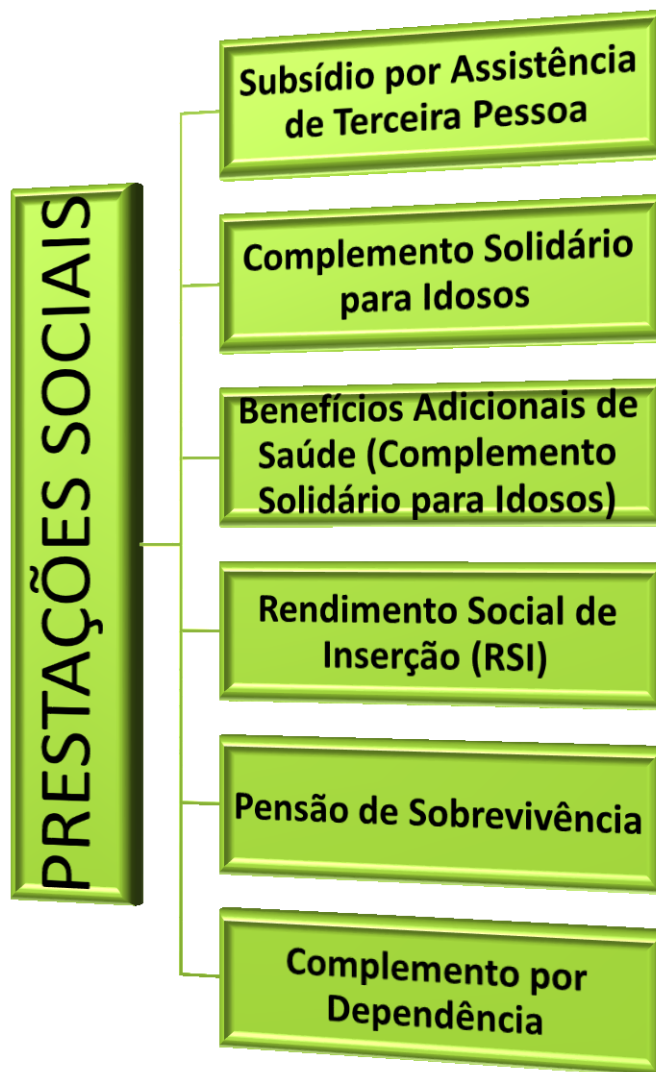 PRESTAÇÕES SOCIAIS
Subsídio por Assistência
de Terceira Pessoa
Complemento Solidário
para Idosos
Benefícios Adicionais de
Saúde (Complemento
Solidário para Idosos)
Rendimento Social de
Inserção (RSI)
Pensão de Sobrevivência
Complemento por
Dependência